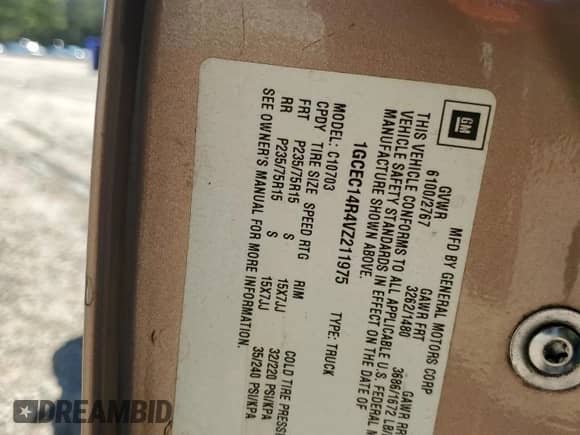 GM
MFD BY GENERAL MOTORS CORP
GVWR GAWR FRT GAWR RR
6100/2767 3262/1480 3686/1672 LB/
THIS VEHICLE CONFORMS TO ALL APPLICABLE U.S. FEDERAL
VEHICLE SAFETY STANDARDS IN EFFECT ON THE DATE OF
MANUFACTURE SHOWN ABOVE.
1GCEC14R4VZ211975 TYPE: TRUCK
MODEL: C10703
CPDY TIRE SIZE SPEED RTG RIM COLD TIRE
FRT P235/75R15 S 15X7JJ 32/220 PSI/KPA
RR P235/75R15 S 15X7JJ 35/240 PSI/KPA
SEE OWNER'S MANUAL FOR MORE INFORMATION.
DREAMBID